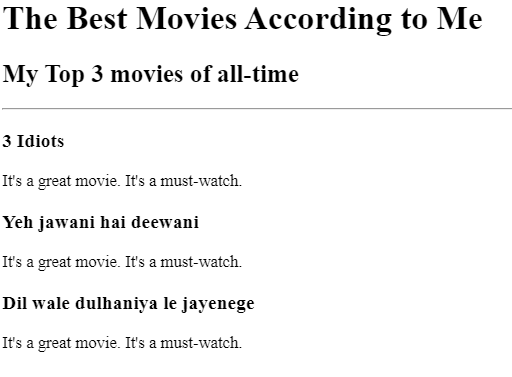 The Best Movies According to Me
My Top 3 movies of all-time
3 Idiots
It's a great movie. It's a must-watch.
Yeh jawani hai deewani
It's a great movie. It's a must-watch.
Dil wale dulhaniya le jayenege
It's a great movie. It's a must-watch.